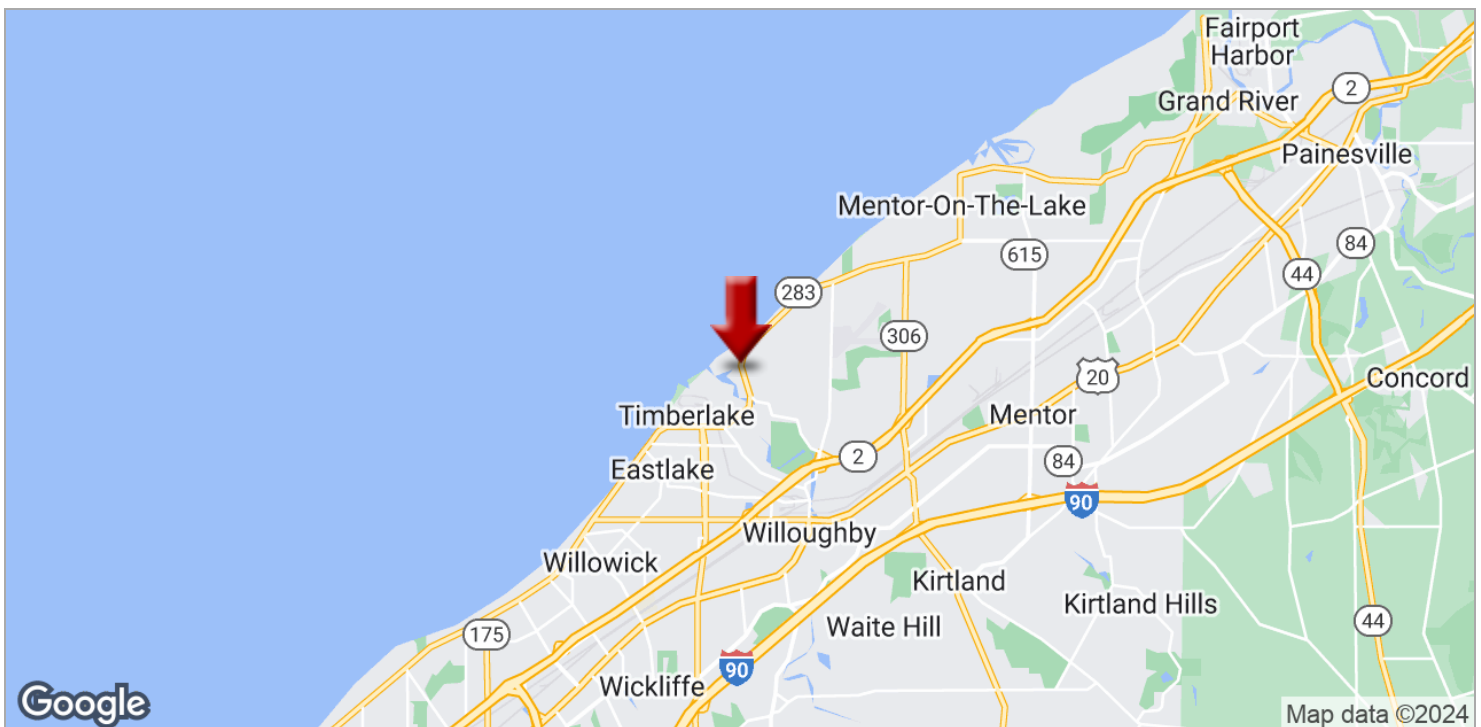 Fairport
Harbor
2
Grand River
Painesville
Mentor-On-The-Lake
84
615
44
283
306
20
Concord
Timberlake
Mentor
2
84
Eastlake
90
Willoughby
Willowick
Kirtland
Kirtland Hills
Waite Hill
44
175
90
Wickliffe
Google
Map data ©2024